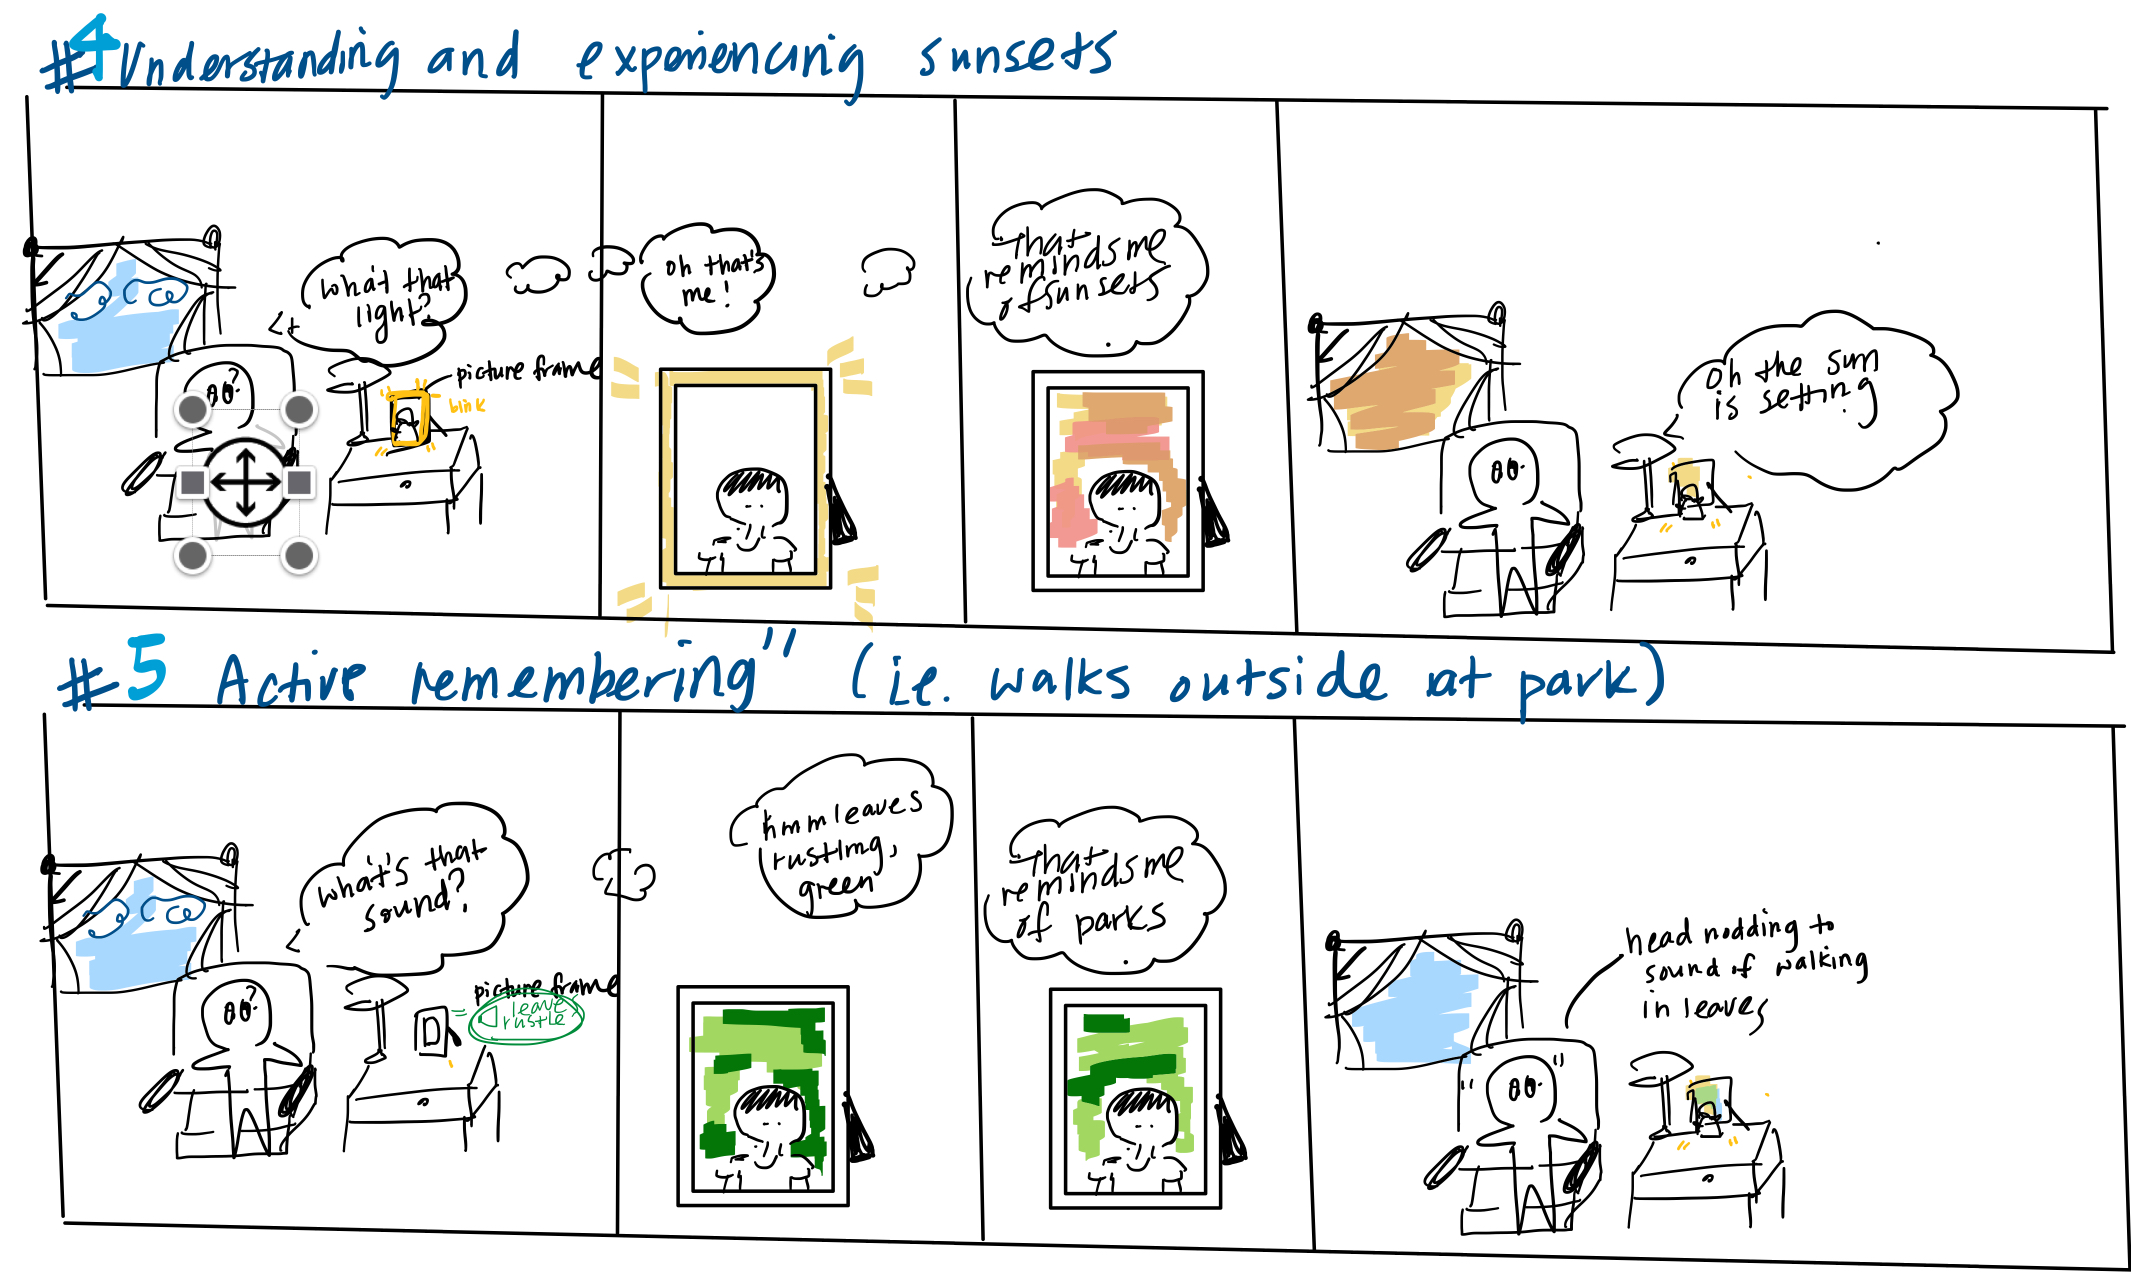 #4 Understanding and experiencing sunsets
what that
light?
picture frame
blink
oh that's
me!
That
reminds me
of sunsets
oh the sun
is setting
#5 Active remembering" (i.e. walks outside at park)
what's that
sound?
picture frame
leaves
rustle
hmm leaves
rustling,
green
That
reminds me
of parks
head nodding to
sound of walking
in leaves